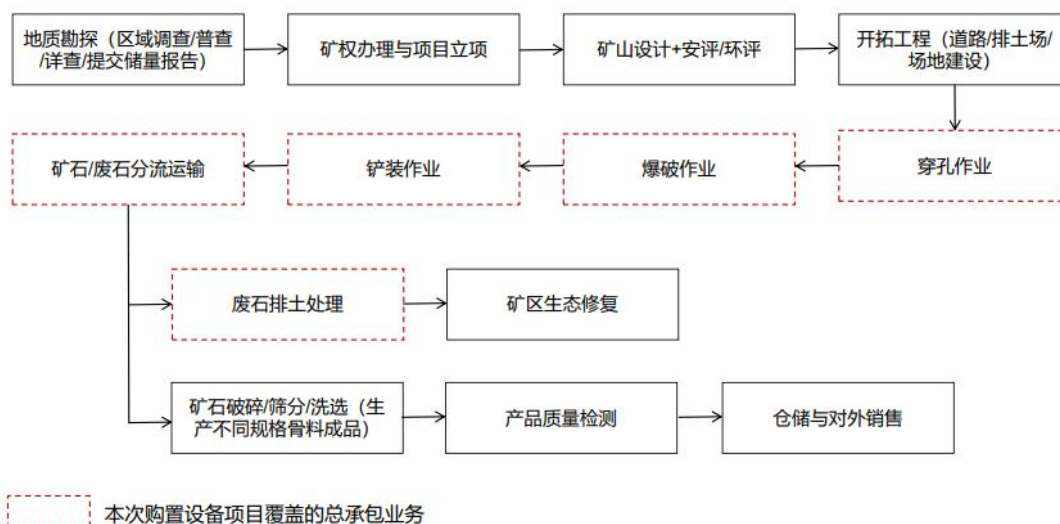 地质勘探（区域调查/普查
/详查/提交储量报告）
矿权办理与项目立项
矿山设计+安评/环评
开拓工程（道路/排土场/
场地建设）
矿石/废石分流运输
铲装作业
爆破作业
穿孔作业
废石排土处理
矿区生态修复
矿石破碎/筛分/洗选（生
产不同规格骨料成品）
产品质量检测
仓储与对外销售
本次购置设备项目覆盖的总承包业务